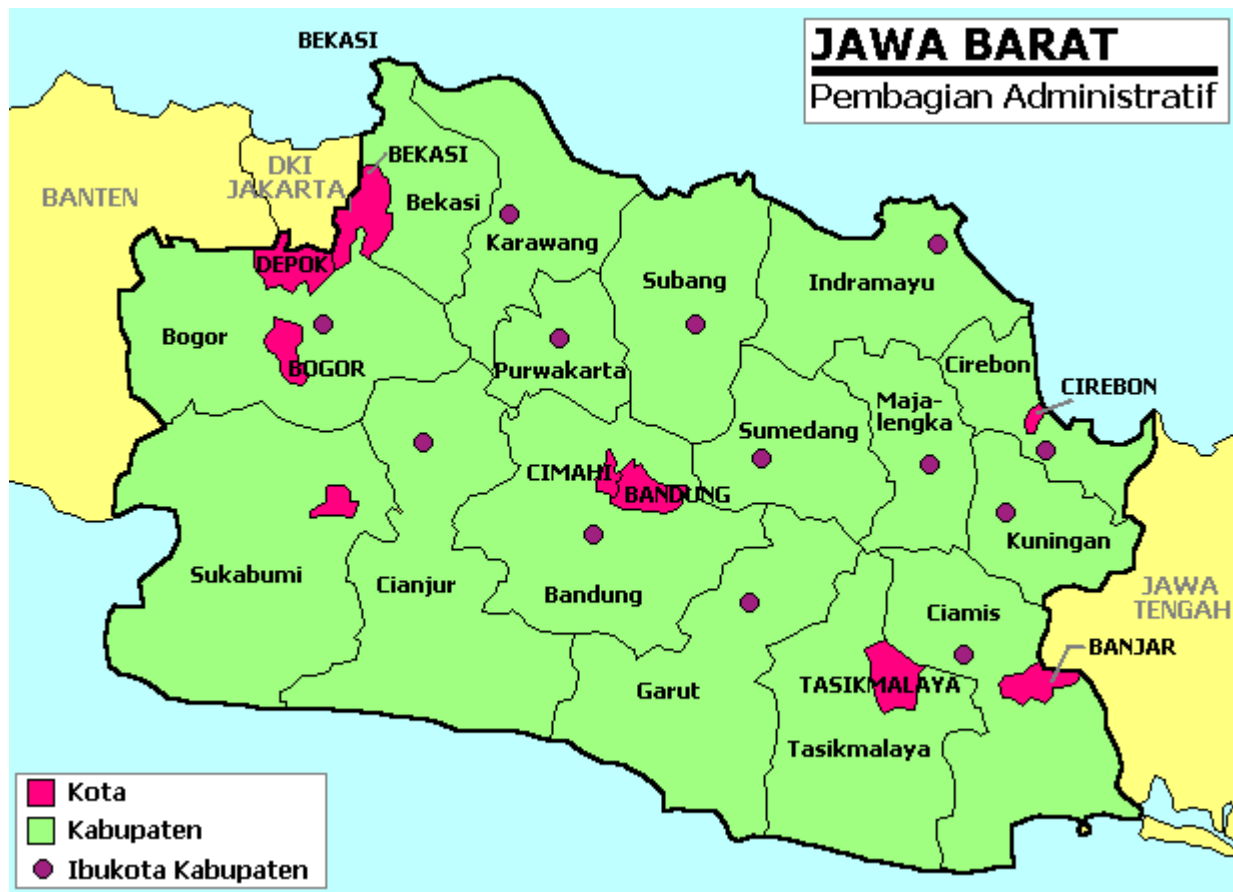 BEKASI
JAWA BARAT
Pembagian Administratif
BEKASI
DKI
JAKARTA
BANTEN
Bekasi
Karawang
DEPOK
Subang
Indramayu
Bogor
BOGOR
Purwakarta
Cirebon
CIREBON
Maja-
lengka
Sumedang
CIMAHI
BANDUNG
Kuningan
Sukabumi
Cianjur
Bandung
JAWA
TENGAH
Ciamis
BANJAR
Garut
TASIKMALAYA
Tasikmalaya
Kota
Kabupaten
Ibukota Kabupaten